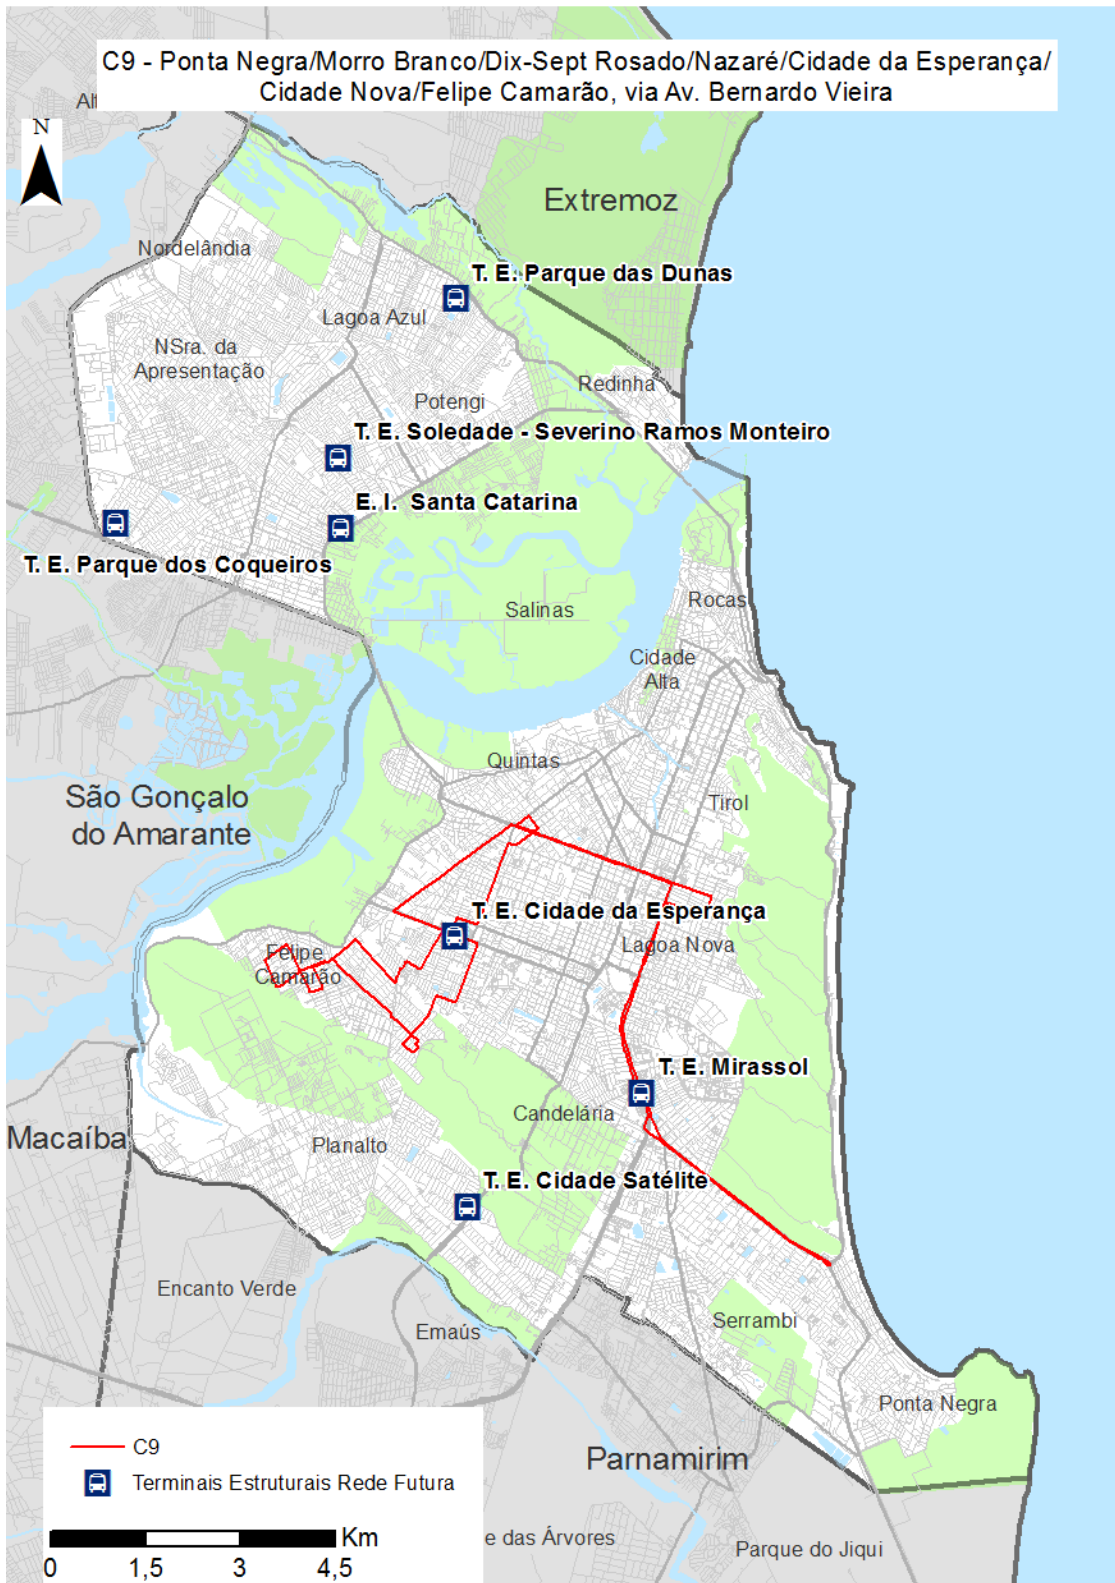 C9 - Ponta Negra/Morro Branco/Dix-Sept Rosado/Nazaré/Cidade da Esperança/
Cidade Nova/Felipe Camarão, via Av. Bernardo Vieira
N
Extremoz
Nordelândia
T. E. Parque das Dunas
Lagoa Azul
NSra. da
Apresentação
Redinha
Potengi
T. E. Soledade - Severino Ramos Monteiro
E. I. Santa Catarina
T. E. Parque dos Coqueiros
Salinas
Rocas
Cidade
Alta
Quintas
São Gonçalo
do Amarante
Tirol
T. E. Cidade da Esperança
Lagoa Nova
Felipe
Camarão
T. E. Mirassol
Candelária
Macaíba
Planalto
T. E. Cidade Satélite
Encanto Verde
Emaús
Serrambi
Ponta Negra
Parnamirim
C9
Terminais Estruturais Rede Futura
Km
0 1,5 3 4,5
e das Árvores
Parque do Jiqui